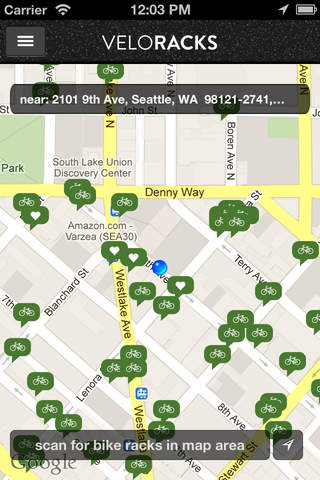 Carrier 12:03 PM
VELORACKS
near: 2101 9th Ave, Seattle, WA 98121-2741,...
John St
Ave N
Boren Ave N
Park
South Lake Union
Discovery Center
Denny Way
Amazon.com -
Varzea (SEA30)
Westlake Ave
Blanchard St
Terry Ave
7th
Lenora
Westlake
8th Ave
Stewart St
scan for bike racks in map area
Google